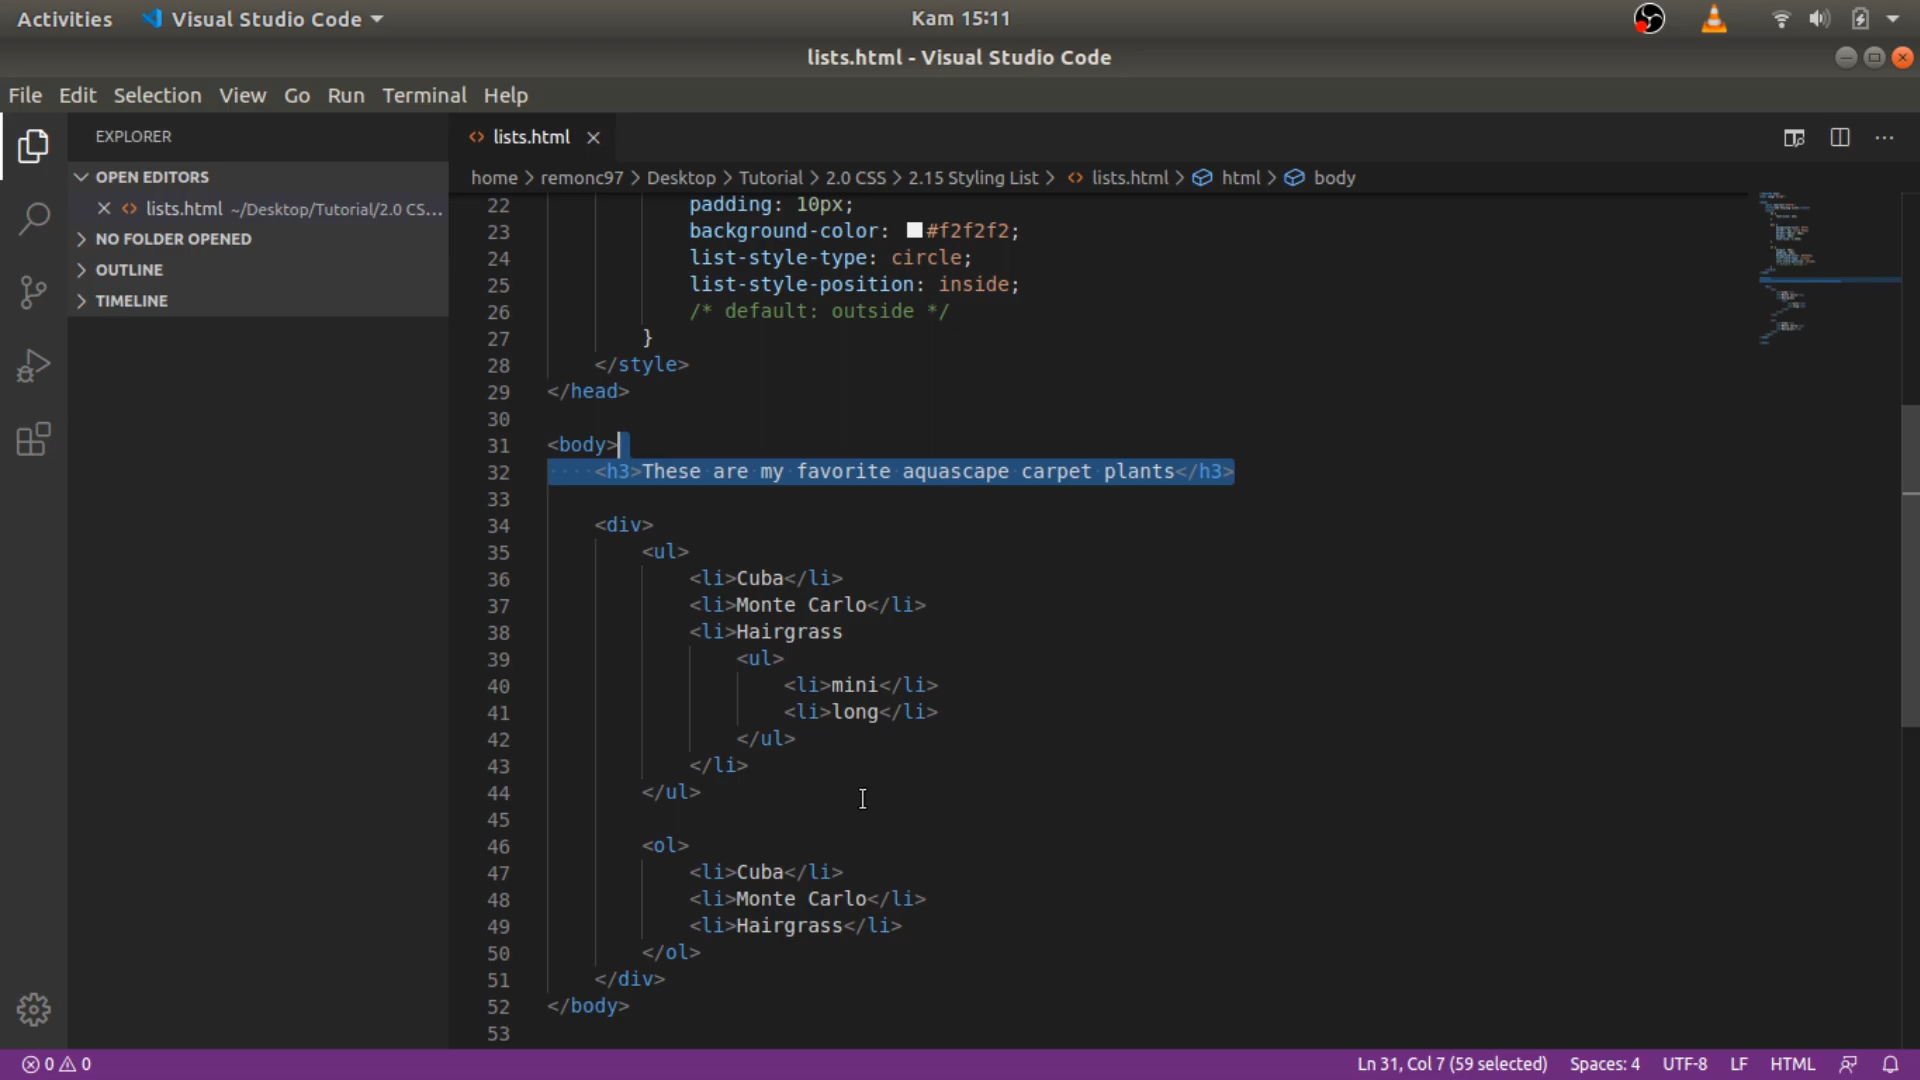 Activities Visual Studio Code Kam 15:11
lists.html - Visual Studio Code
File Edit Selection View Go Run Terminal Help
EXPLORER
OPEN EDITORS
lists.html ~/Desktop/Tutorial/2.0 CS...
NO FOLDER OPENED
OUTLINE
TIMELINE
lists.html
home > remonc97 > Desktop > Tutorial > 2.0 CSS > 2.15 Styling List > lists.html > html > body
22 padding: 10px;
23 background-color: #f2f2f2;
24 list-style-type: circle;
25 list-style-position: inside;
26 /* default: outside */
27 }
28 </style>
29 </head>
30
31 <body>
32 <h3>These are my favorite aquascape carpet plants</h3>
33
34 <div>
35 <ul>
36 <li>Cuba</li>
37 <li>Monte Carlo</li>
38 <li>Hairgrass
39 <ul>
40 <li>mini</li>
41 <li>long</li>
42 </ul>
43 </li>
44 </ul>
45
46 <ol>
47 <li>Cuba</li>
48 <li>Monte Carlo</li>
49 <li>Hairgrass</li>
50 </ol>
51 </div>
52 </body>
53
0 0 Ln 31, Col 7 (59 selected) Spaces: 4 UTF-8 LF HTML